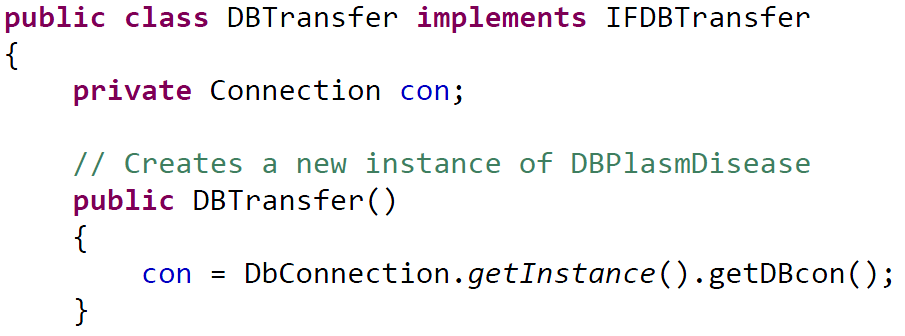 public class DBTransfer implements IFDBTransfer
{
    private Connection con;

    // Creates a new instance of DBPlasmDisease
    public DBTransfer()
    {
        con = DbConnection.getInstance().getDBcon();
    }